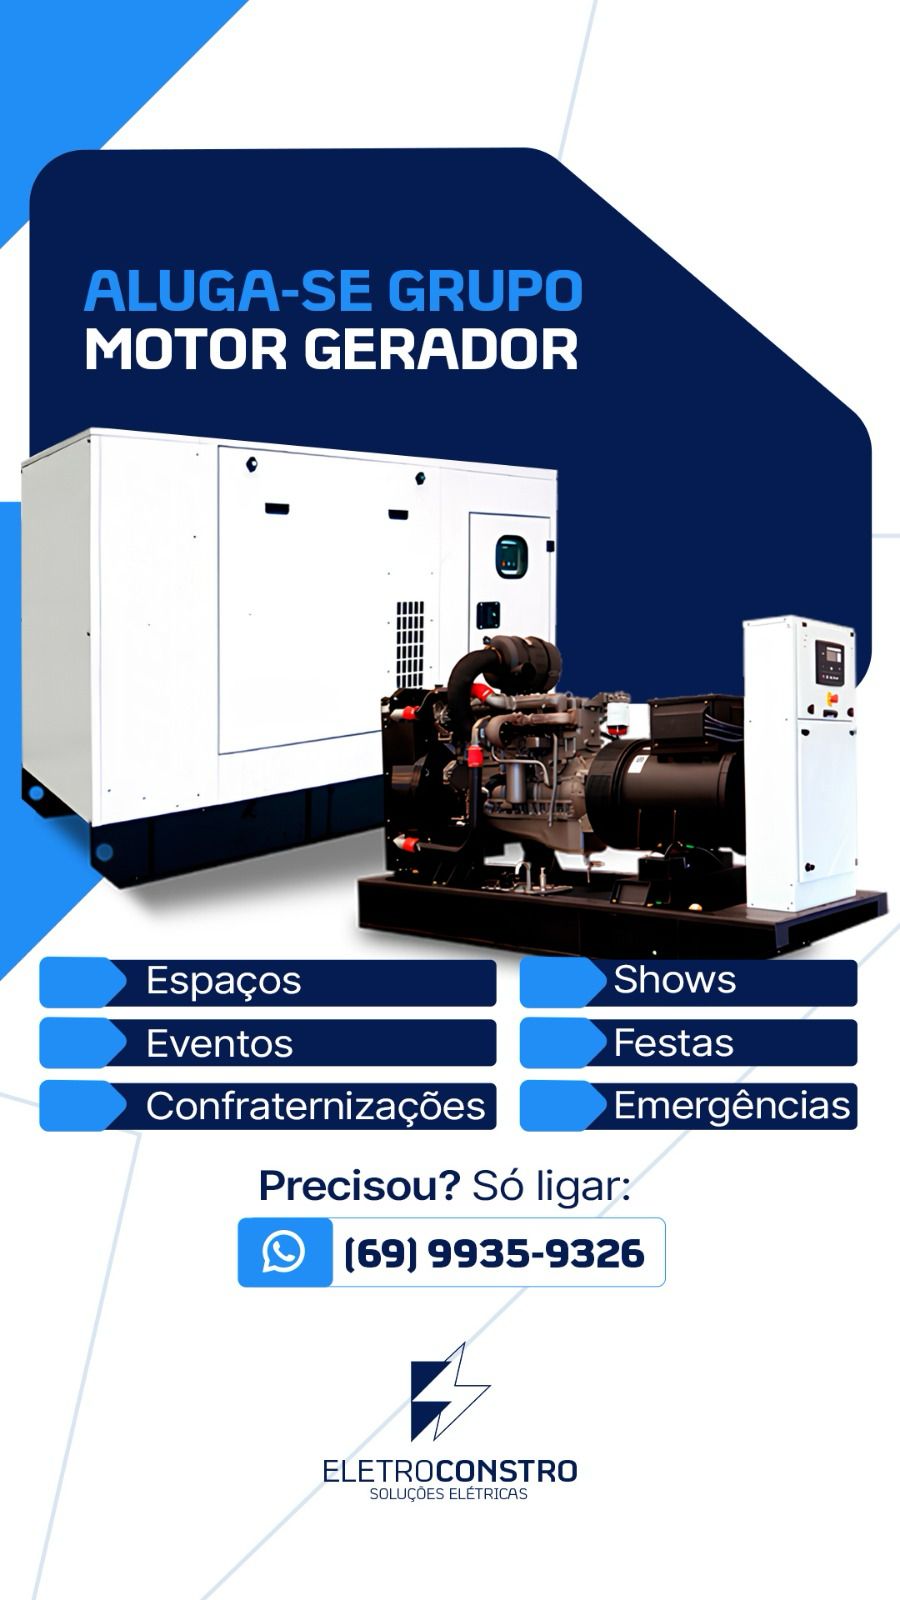 ALUGA-SE GRUPO
MOTOR GERADOR
Espaços
Shows
Eventos
Festas
Confraternizações
Emergências
Precisou? Só ligar:
(69) 9935-9326
ELETROCONSTRO
SOLUÇÕES ELÉTRICAS